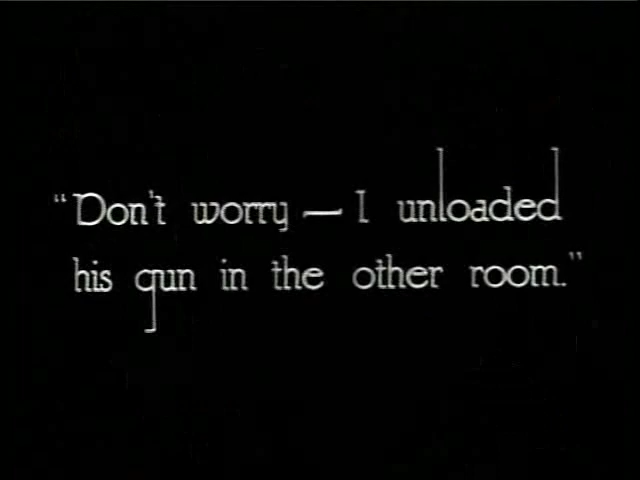 "Don't worry — I unloaded
his gun in the other room."